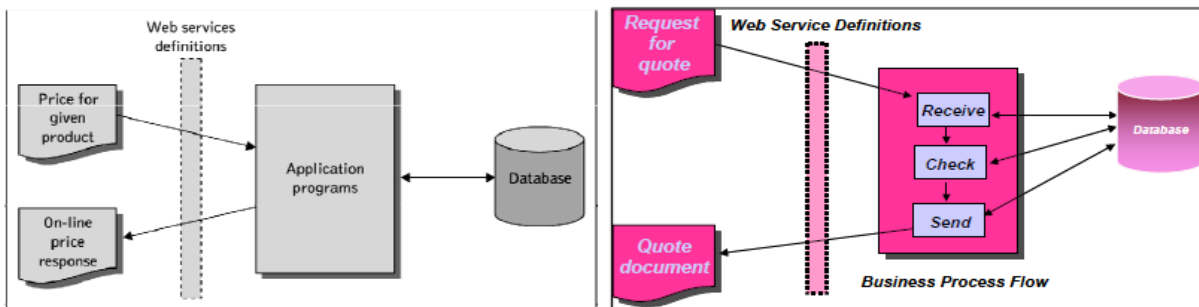 Web services
definitions
Price for
given
product
Application
programs
Database
On-line
price
response
Request
for
quote
Web Service Definitions
Receive
Check
Send
Database
Quote
document
Business Process Flow